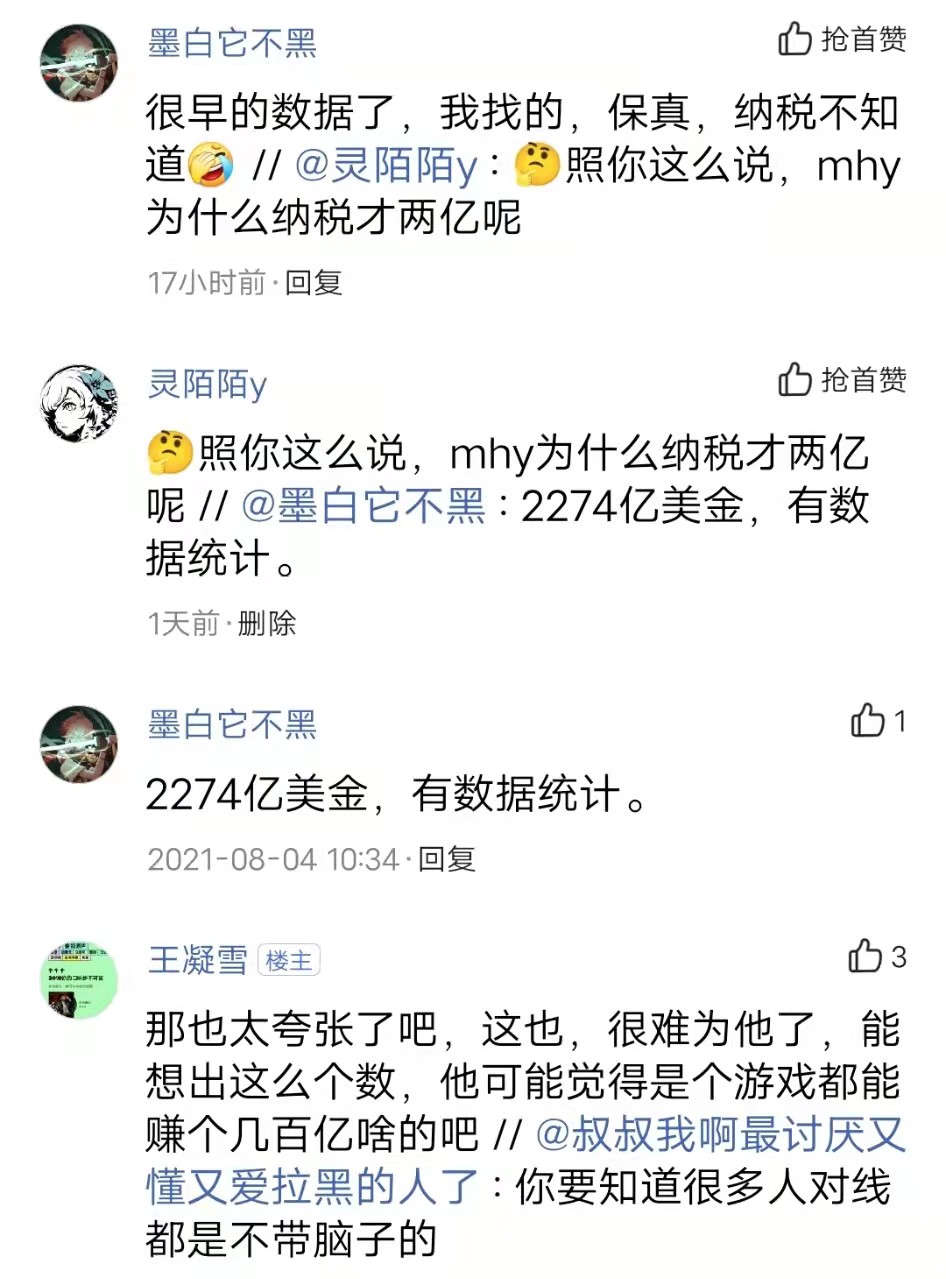 墨白它不黑
抢首赞
很早的数据了，我找的，保真，纳税不知
道🤣 // @灵陌陌y：🤔照你这么说，mhy
为什么纳税才两亿呢
17小时前·回复
灵陌陌y
抢首赞
🤔照你这么说，mhy为什么纳税才两亿
呢 // @墨白它不黑：2274亿美金，有数
据统计。
1天前·删除
墨白它不黑
1
2274亿美金，有数据统计。
2021-08-04 10:34·回复
王凝雪 楼主
3
那也太夸张了吧，这也，很难为他了，能
想出这么个数，他可能觉得是个游戏都能
赚个几百亿啥的吧 // @叔叔我啊最讨厌又
懂又爱拉黑的人了：你要知道很多人对线
都是不带脑子的